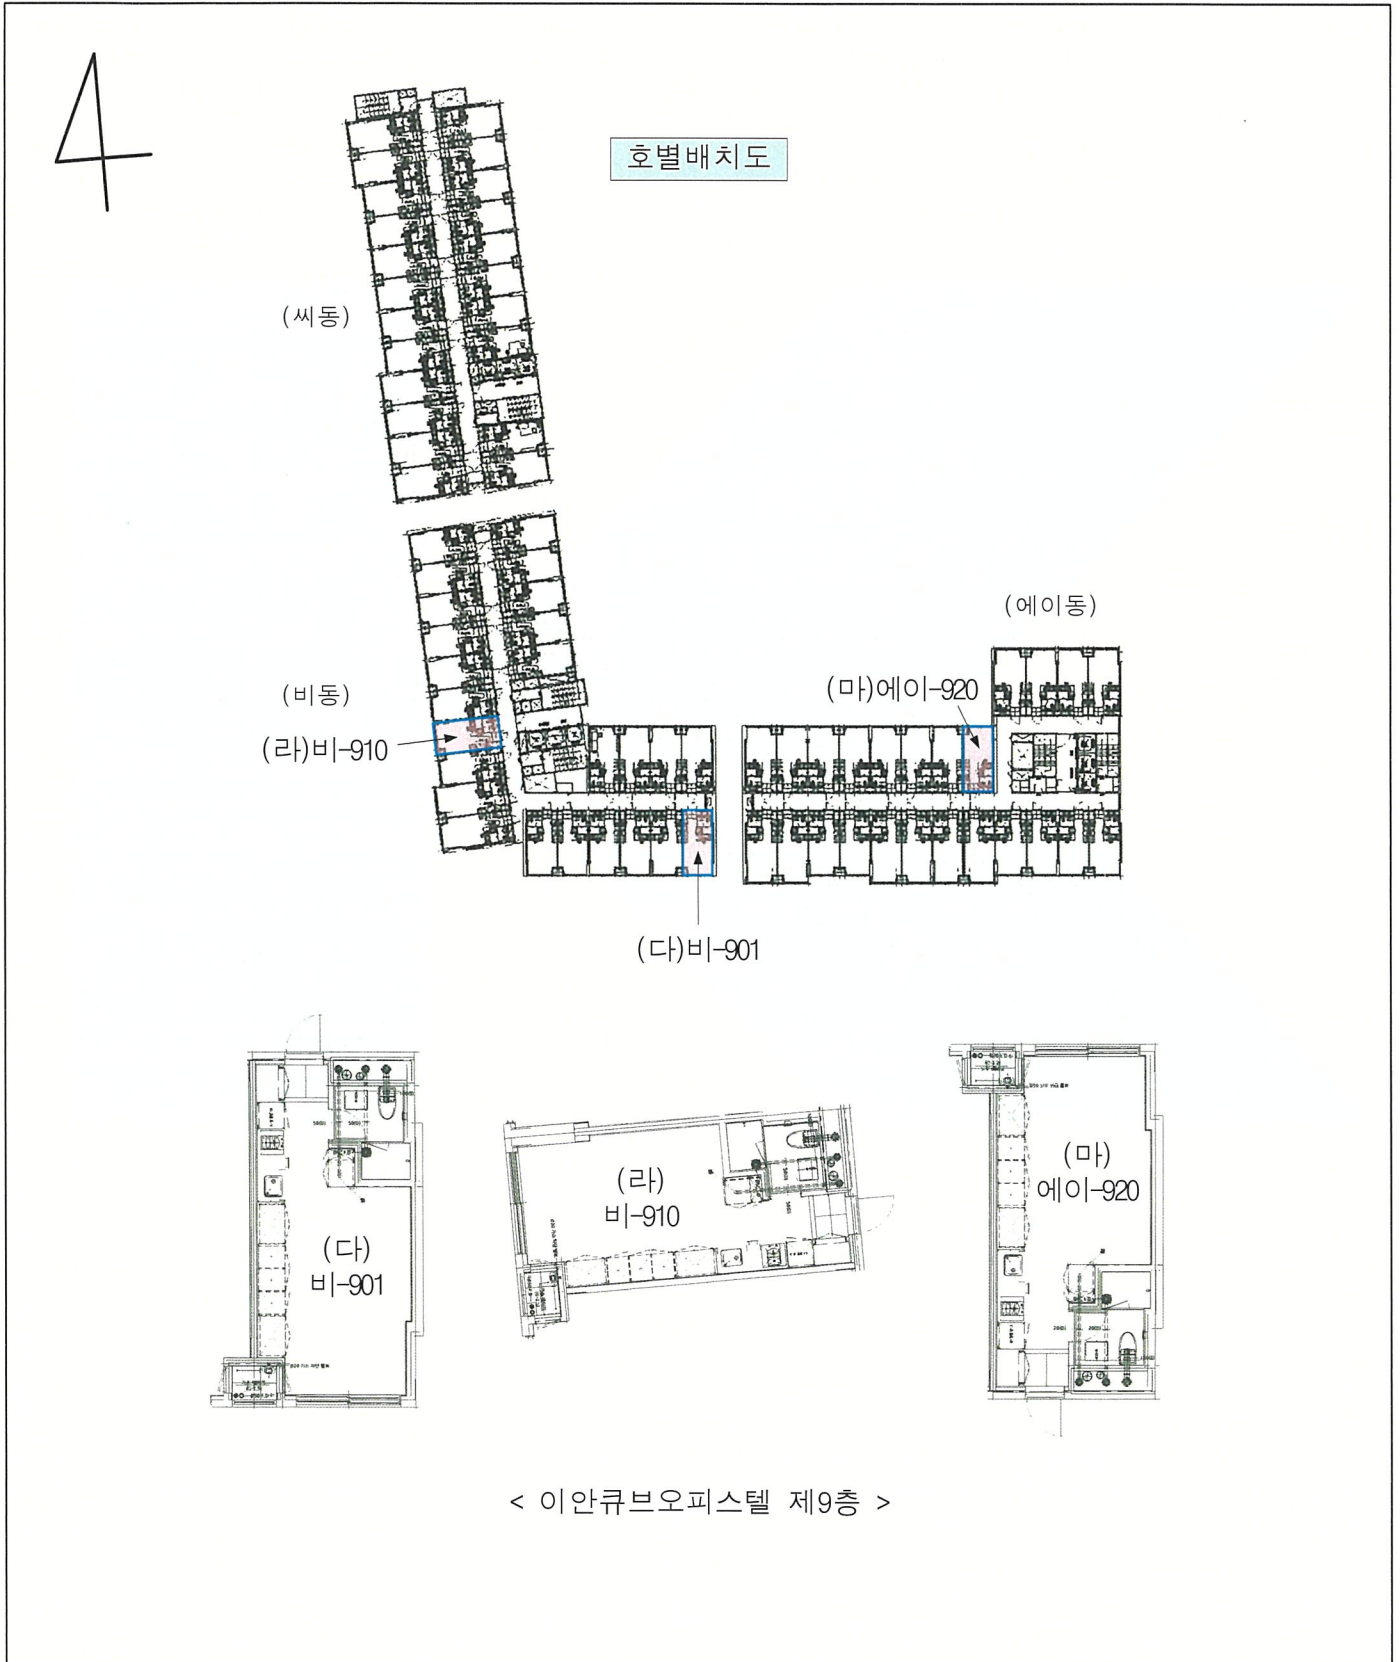 호별배치도
(씨동)
(에이동)
(마)에이-920
(비동)
(라)비-910
(다)비-901
(다)
비-901
(라)
비-910
(마)
에이-920
< 이안큐브오피스텔 제9층 >